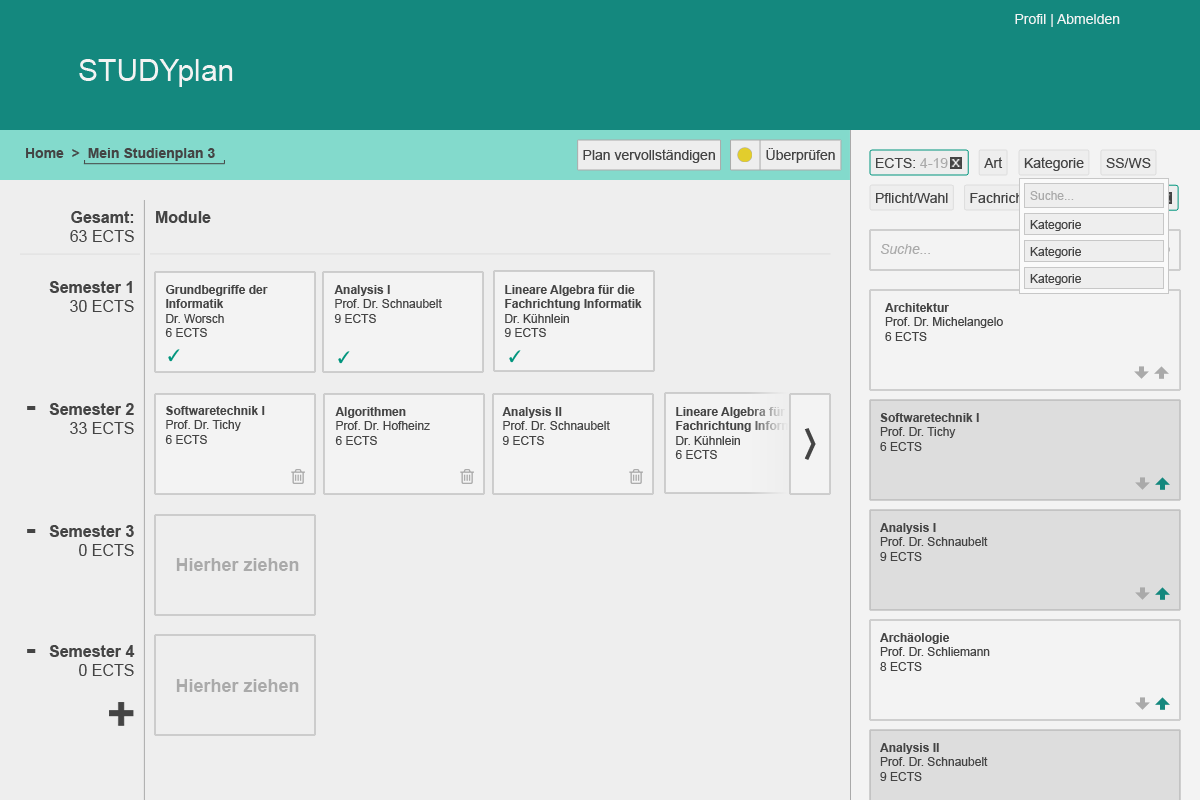 Profil | Abmelden
STUDYplan
Home > Mein Studienplan 3
Plan vervollständigen
Überprüfen
Gesamt:
63 ECTS
Module
Semester 1
30 ECTS
Grundbegriffe der
Informatik
Dr. Worsch
6 ECTS
✓
Analysis I
Prof. Dr. Schnaubelt
9 ECTS
✓
Lineare Algebra für die
Fachrichtung Informatik
Dr. Kühnlein
9 ECTS
✓
- Semester 2
33 ECTS
Softwaretechnik I
Prof. Dr. Tichy
6 ECTS
Algorithmen
Prof. Dr. Hofheinz
6 ECTS
Analysis II
Prof. Dr. Schnaubelt
9 ECTS
Lineare Algebra für
Fachrichtung Infor
Dr. Kühnlein
6 ECTS
- Semester 3
0 ECTS
Hierher ziehen
- Semester 4
0 ECTS
Hierher ziehen
+
ECTS: 4-19 x
Art
Kategorie
SS/WS
Pflicht/Wahl
Fachrich
Suche...
Kategorie
Kategorie
Kategorie
Suche...
Architektur
Prof. Dr. Michelangelo
6 ECTS
Softwaretechnik I
Prof. Dr. Tichy
6 ECTS
Analysis I
Prof. Dr. Schnaubelt
9 ECTS
Archäologie
Prof. Dr. Schliemann
8 ECTS
Analysis II
Prof. Dr. Schnaubelt
9 ECTS